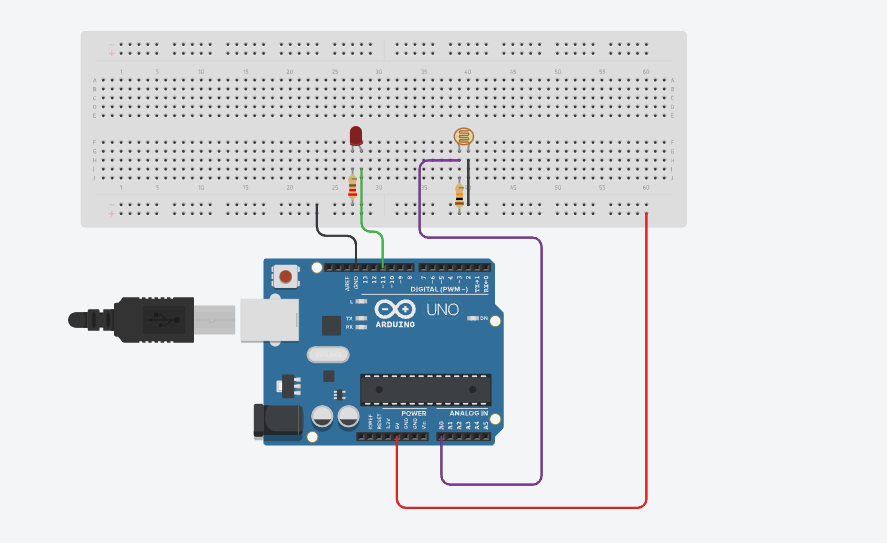 1 5 10 15 20 25 30 35 40 45 50 55 60
A A
B B
C C
D D
E E
F F
G G
H H
I I
J J
1 5 10 15 20 25 30 35 40 45 50 55 60
AREF GND 13 12 ~11 ~10 ~9 8 7 ~6 ~5 4 ~3 2 TX→1 RX←0
DIGITAL (PWM ~)
L
TX
RX
ARDUINO
UNO
ON
POWER
ANALOG IN
IOREF RESET 3.3V 5V GND GND Vin A0 A1 A2 A3 A4 A5